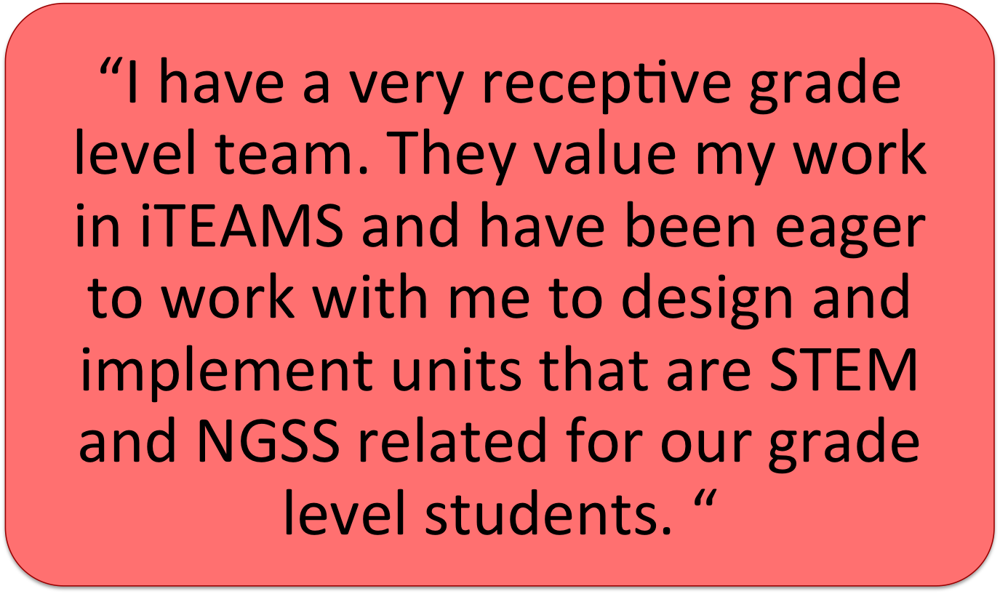 “I have a very receptive grade
level team. They value my work
in iTEAMS and have been eager
to work with me to design and
implement units that are STEM
and NGSS related for our grade
level students. “